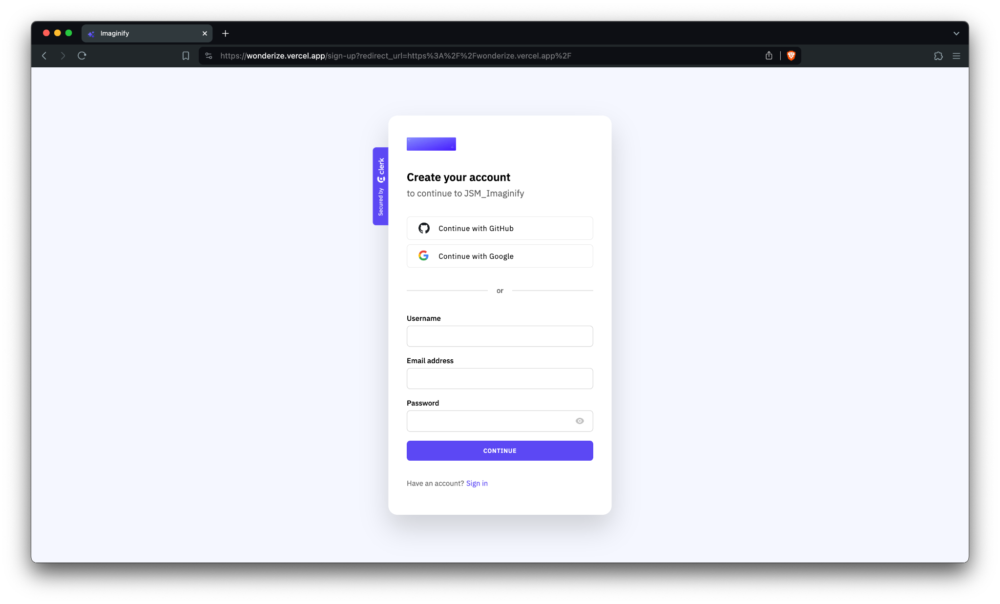 Imaginify
https://wonderize.vercel.app/sign-up?redirect_url=https%3A%2F%2Fwonderize.vercel.app%2F
Secured by clerk
Create your account
to continue to JSM_Imaginify
Continue with GitHub
Continue with Google
or
Username
Email address
Password
CONTINUE
Have an account? Sign in